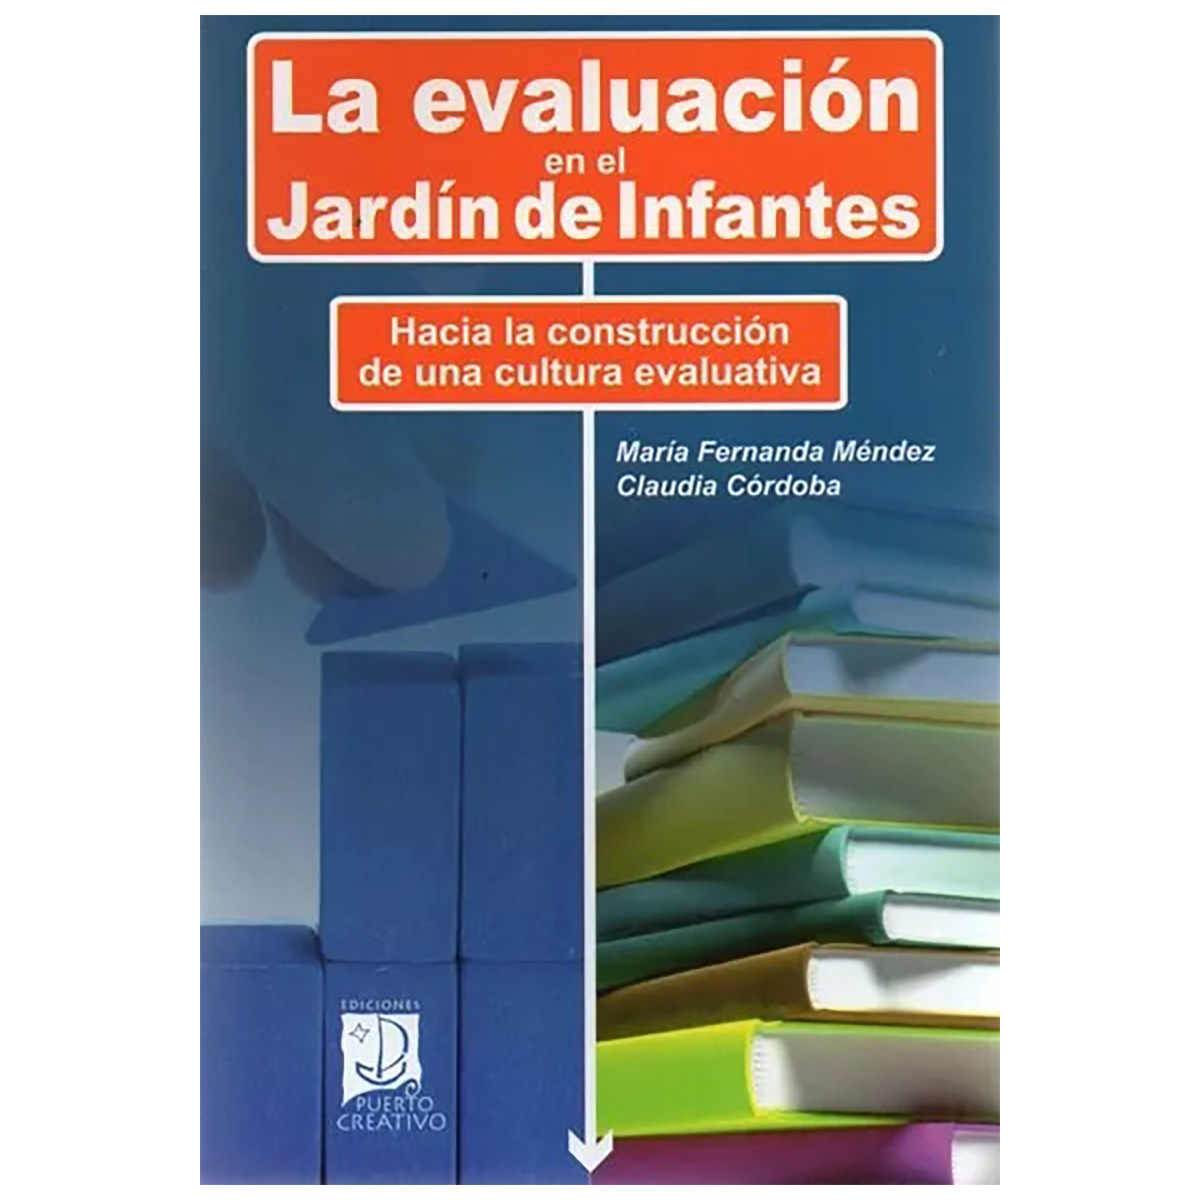 La evaluación
en el
Jardín de Infantes
Hacia la construcción
de una cultura evaluativa
María Fernanda Méndez
Claudia Córdoba
EDICIONES
PUERTO
CREATIVO